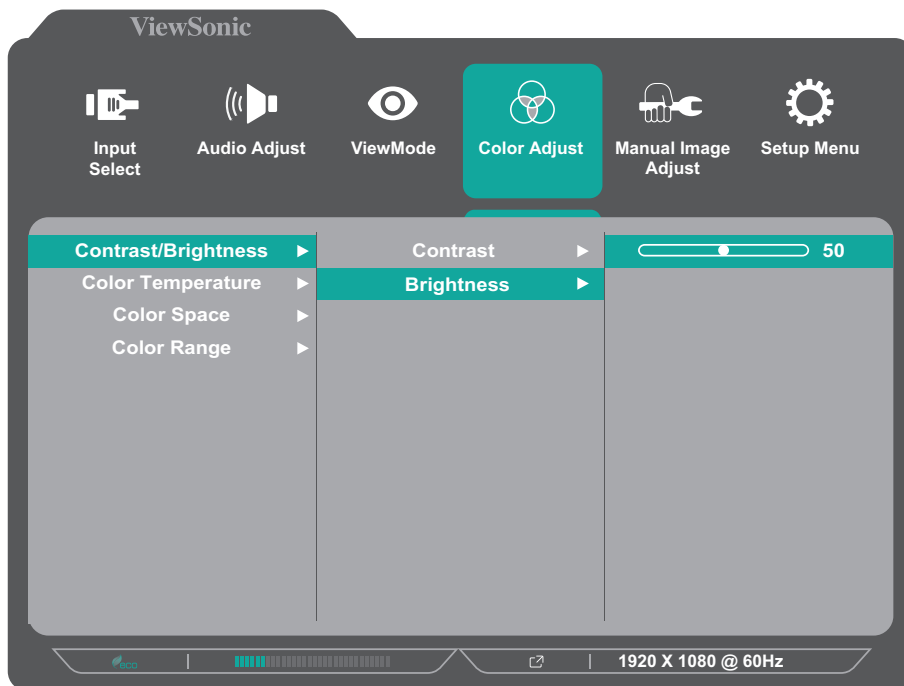 ViewSonic
Input
Select
Audio Adjust
ViewMode
Color Adjust
Manual Image
Adjust
Setup Menu
Contrast/Brightness
Color Temperature
Color Space
Color Range
Contrast
Brightness
50
eco
1920 X 1080 @ 60Hz